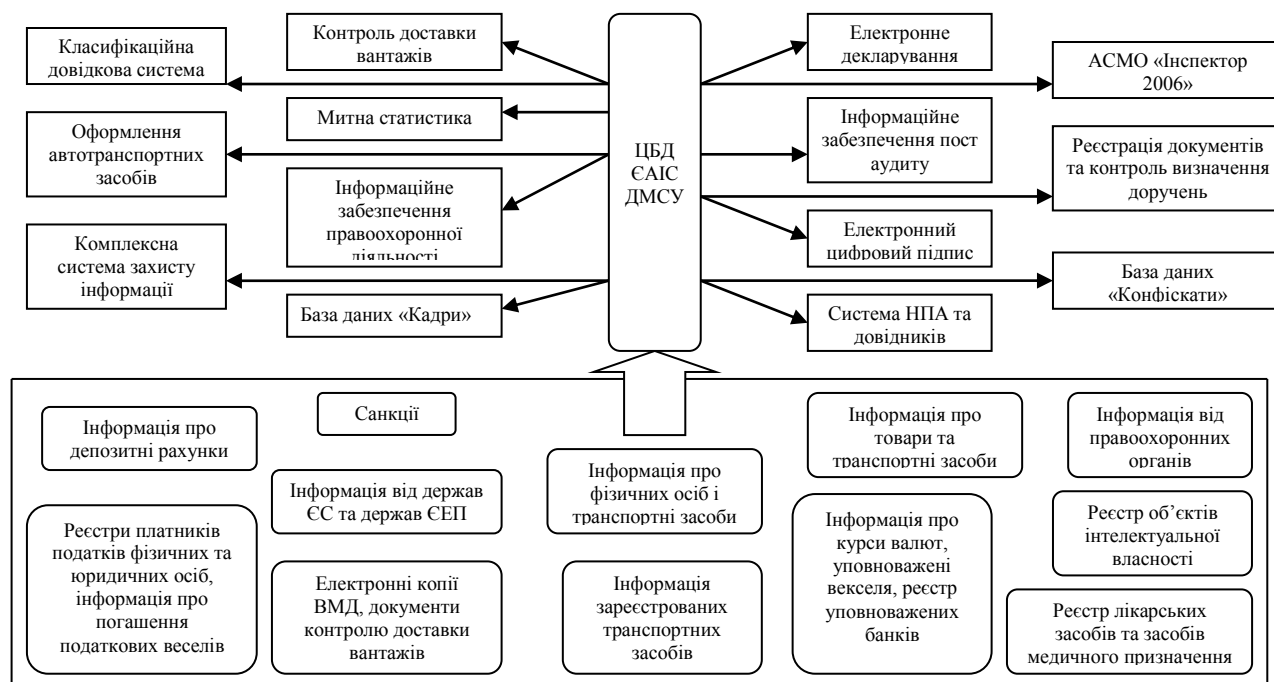 Класифікаційна
довідкова система
Контроль доставки
вантажів
Митна статистика
Оформлення
автотранспортних
засобів
Інформаційне
забезпечення
правоохоронної
діяльності
Комплексна
система захисту
інформації
База даних «Кадри»
ЦБД
ЄАІС
ДМСУ
Електронне
декларування
АСМО «Інспектор
2006»
Інформаційне
забезпечення пост
аудиту
Реєстрація документів
та контроль визначення
доручень
Електронний
цифровий підпис
База даних
«Конфіскати»
Система НПА та
довідників
Інформація про
депозитні рахунки
Санкції
Інформація від держав
ЄС та держав ЄЕП
Реєстри платників
податків фізичних та
юридичних осіб,
інформація про
погашення
податкових веселів
Електронні копії
ВМД, документи
контролю доставки
вантажів
Інформація про
фізичних осіб і
транспортні засоби
Інформація
зареєстрованих
транспортних
засобів
Інформація про
товари та
транспортні засоби
Інформація про
курси валют,
уповноважені
векселя, реєстр
уповноважених
банків
Інформація від
правоохоронних
органів
Реєстр об’єктів
інтелектуальної
власності
Реєстр лікарських
засобів та засобів
медичного призначення